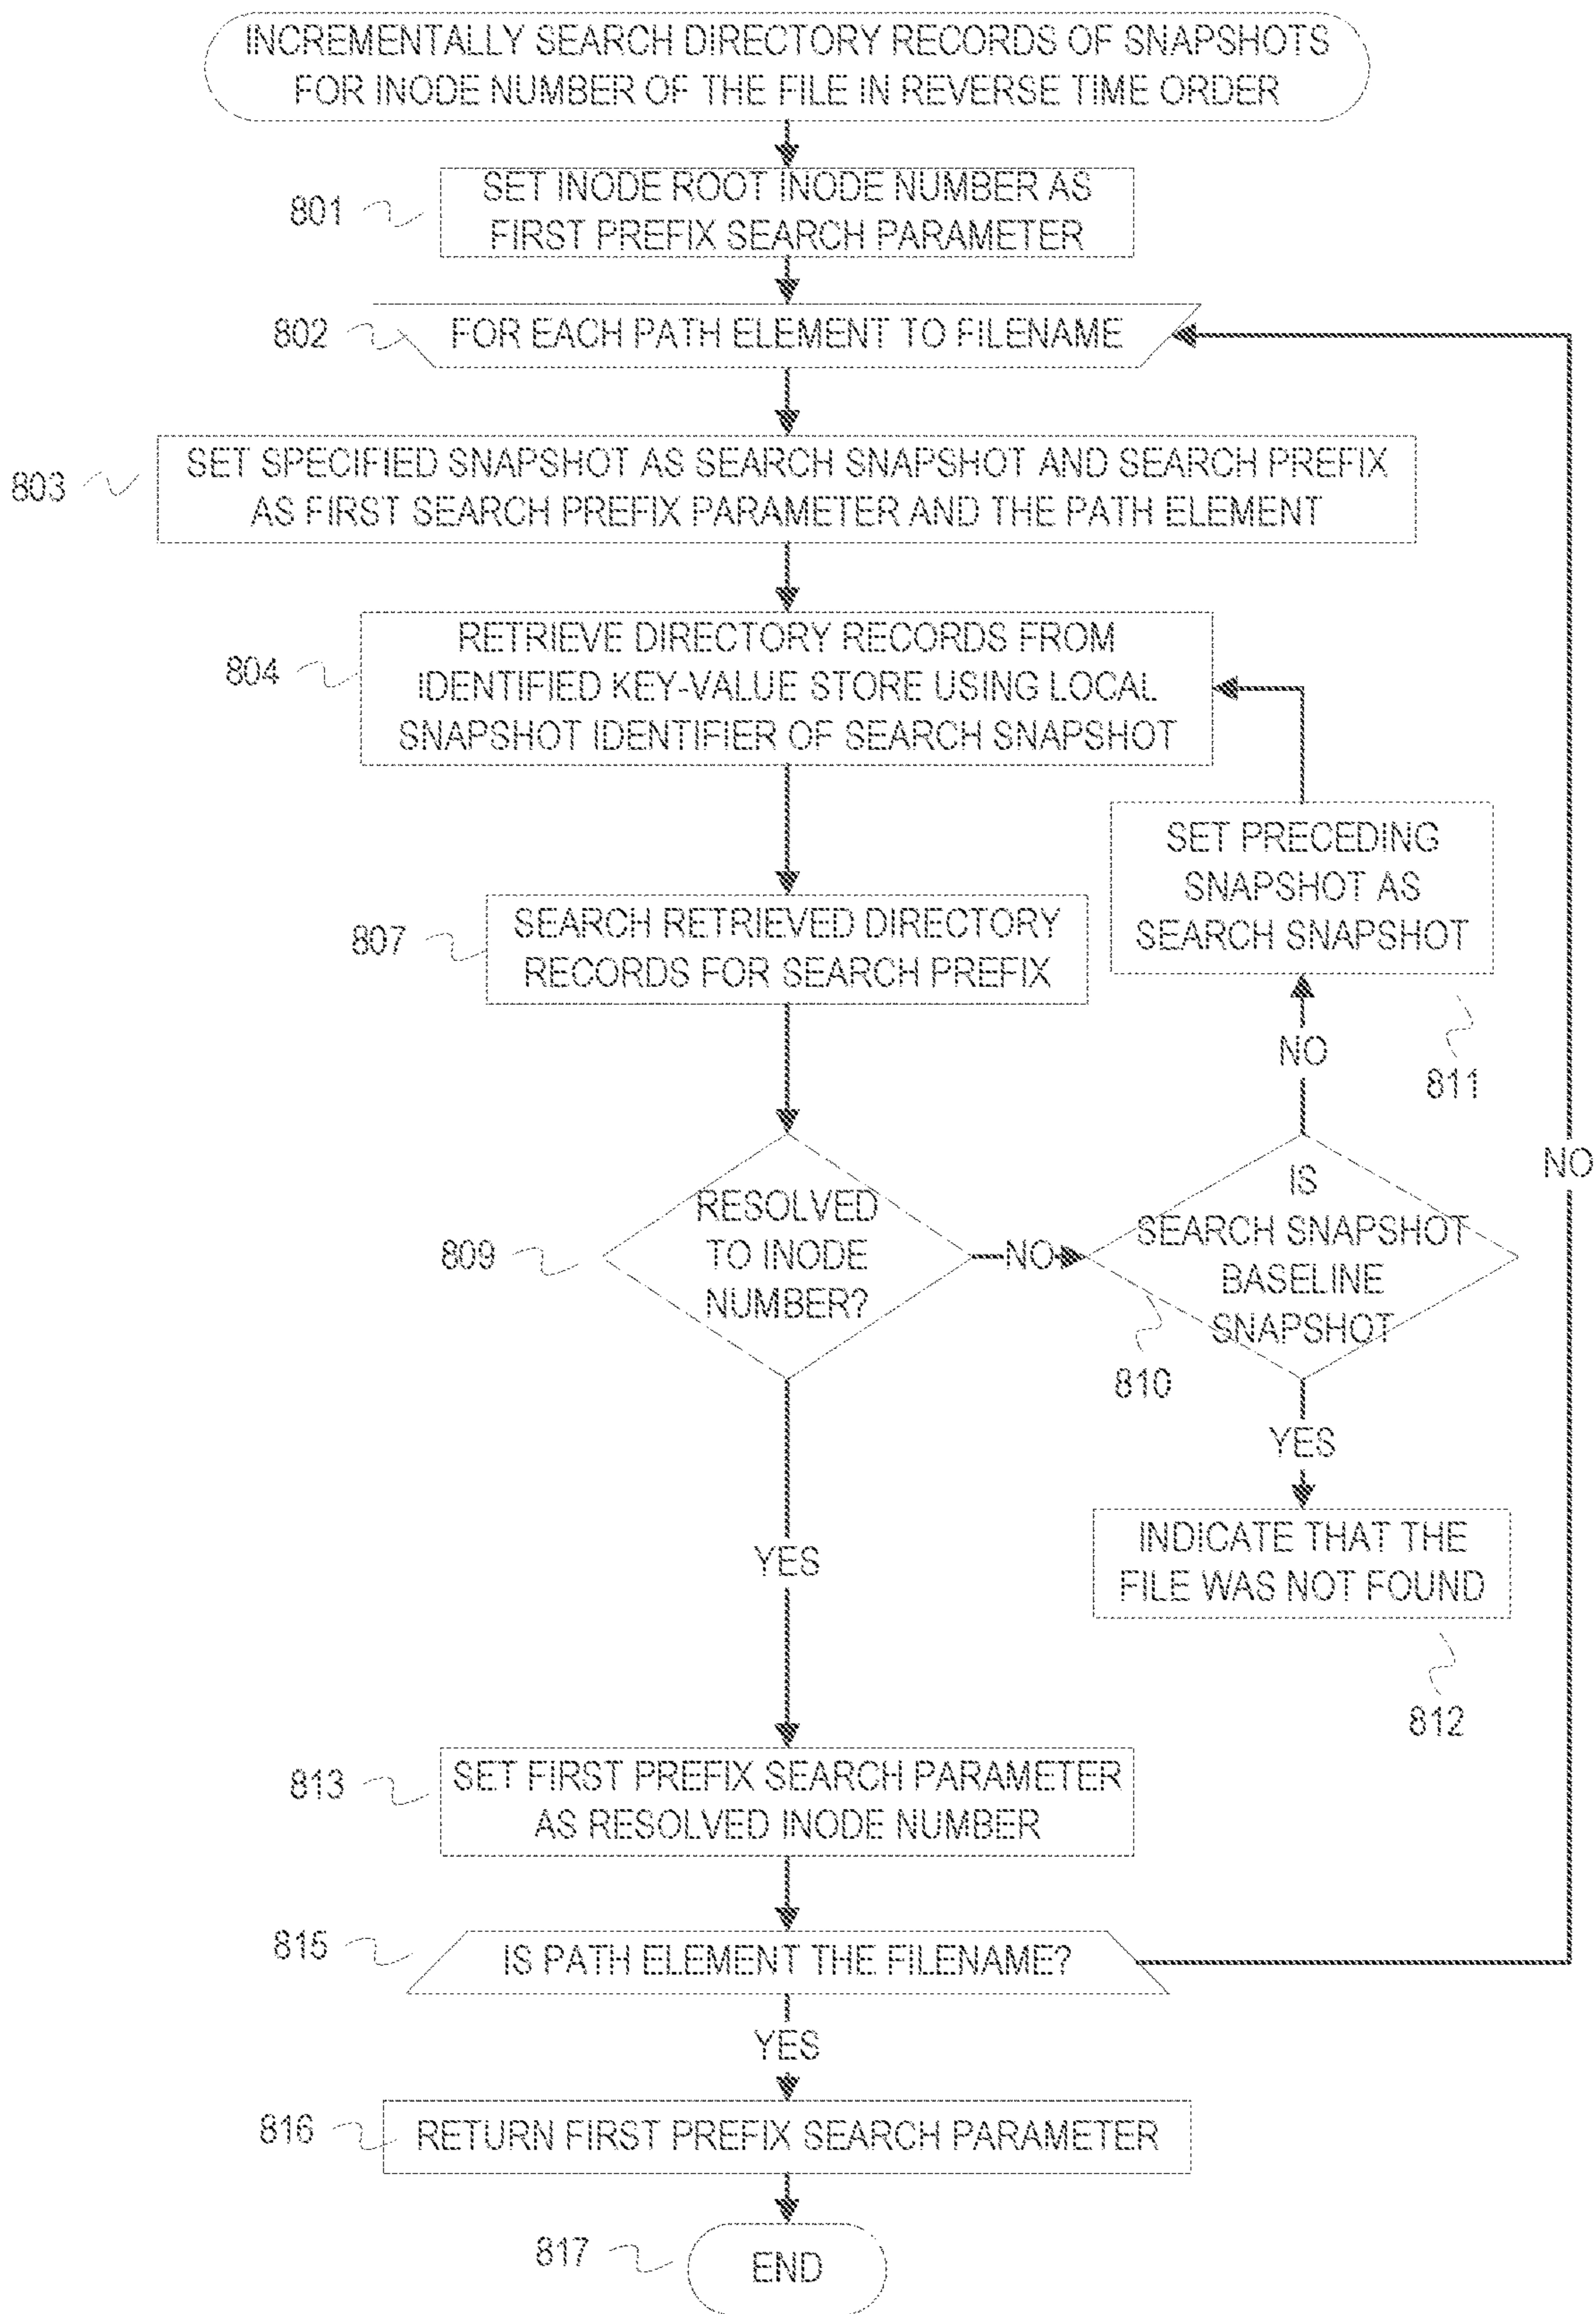 INCREMENTALLY SEARCH DIRECTORY RECORDS OF SNAPSHOTS
FOR INODE NUMBER OF THE FILE IN REVERSE TIME ORDER
801
SET INODE ROOT INODE NUMBER AS
FIRST PREFIX SEARCH PARAMETER
802
FOR EACH PATH ELEMENT TO FILENAME
803
SET SPECIFIED SNAPSHOT AS SEARCH SNAPSHOT AND SEARCH PREFIX
AS FIRST SEARCH PREFIX PARAMETER AND THE PATH ELEMENT
804
RETRIEVE DIRECTORY RECORDS FROM
IDENTIFIED KEY-VALUE STORE USING LOCAL
SNAPSHOT IDENTIFIER OF SEARCH SNAPSHOT
SET PRECEDING
SNAPSHOT AS
SEARCH SNAPSHOT
811
807
SEARCH RETRIEVED DIRECTORY
RECORDS FOR SEARCH PREFIX
NO
NO
809
RESOLVED
TO INODE
NUMBER?
NO
IS
SEARCH SNAPSHOT
BASELINE
SNAPSHOT
810
YES
YES
INDICATE THAT THE
FILE WAS NOT FOUND
812
813
SET FIRST PREFIX SEARCH PARAMETER
AS RESOLVED INODE NUMBER
815
IS PATH ELEMENT THE FILENAME?
YES
816
RETURN FIRST PREFIX SEARCH PARAMETER
817
END